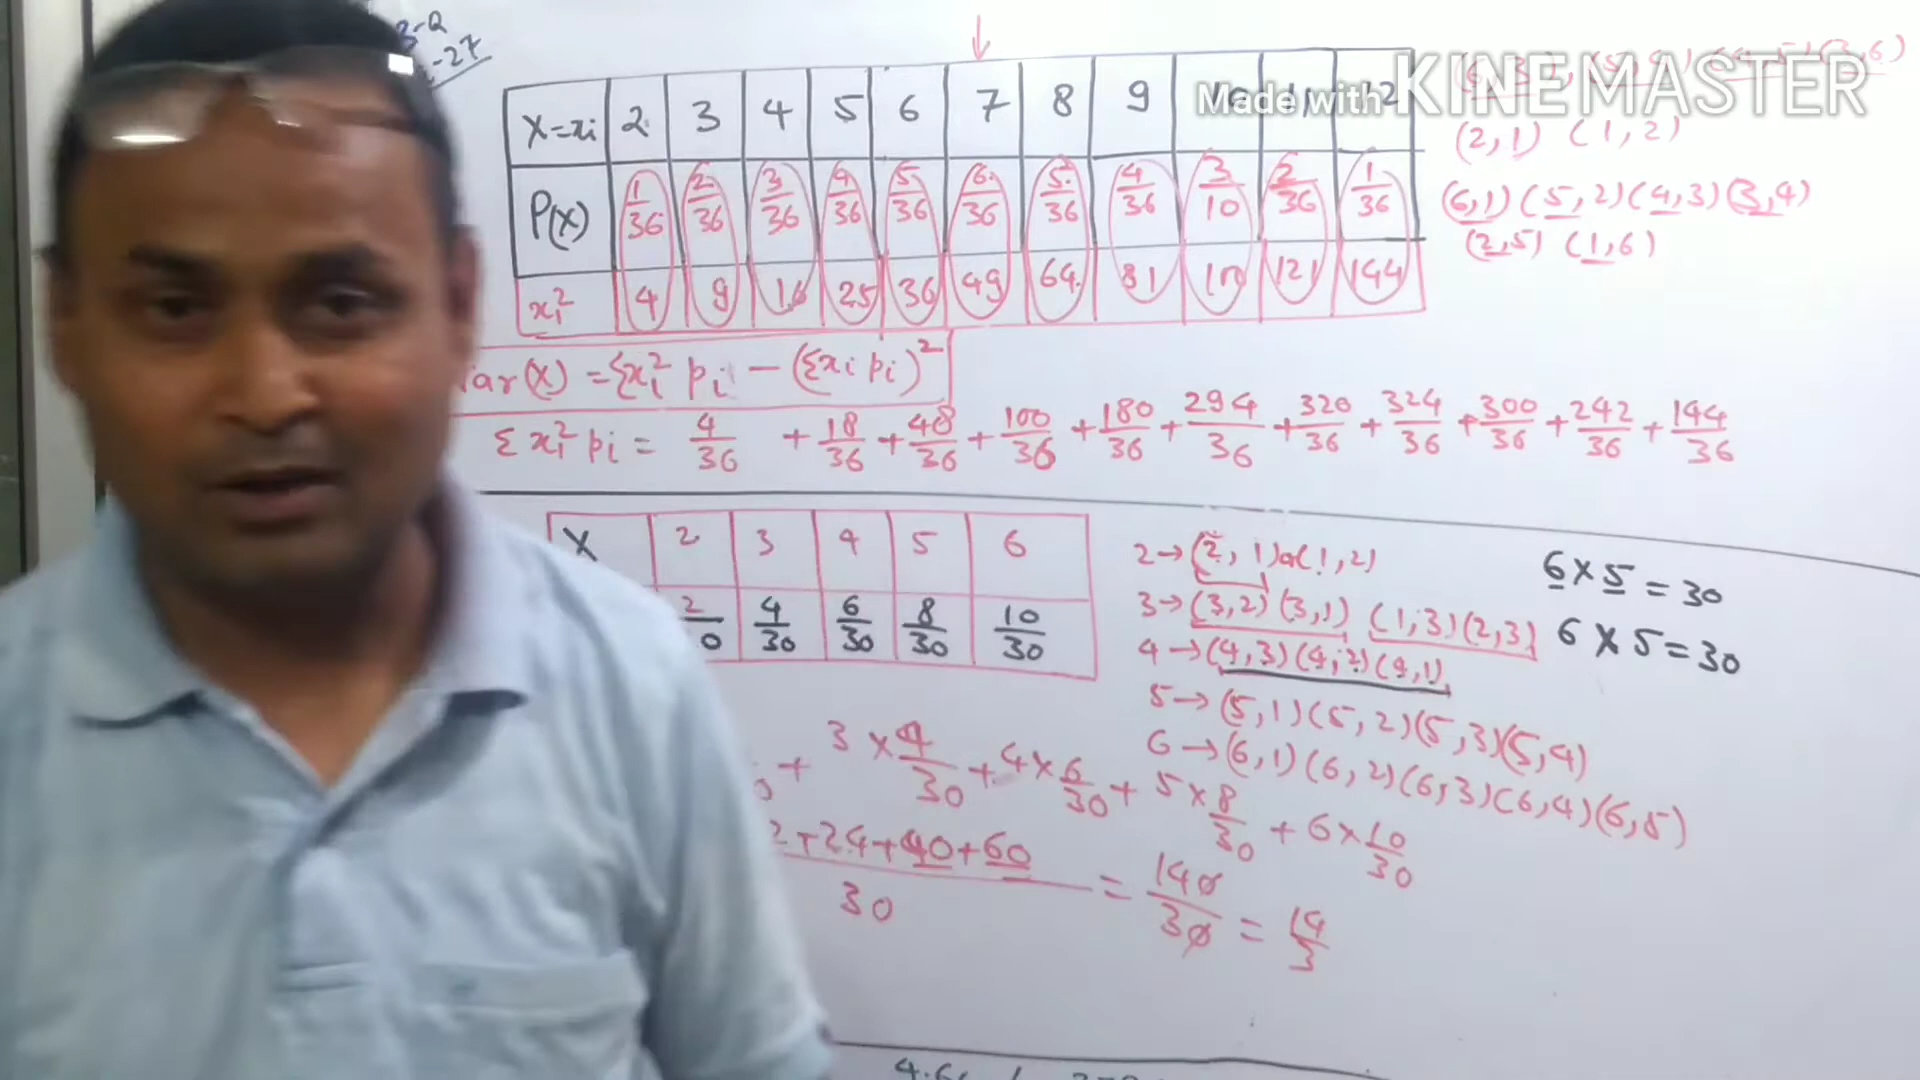 -27
Made with KINEMASTER
X=xi 2 3 4 5 6 7 8 9 10 11 12
P(X) 1/36 2/36 3/36 4/36 5/36 6/36 5/36 4/36 3/10 2/36 1/36
xi² 4 9 16 25 36 49 64 81 100 121 144
(2,1) (1,2)
(6,1) (5,2) (4,3) (3,4)
(2,5) (1,6)
Var(X) = Σxi² pi - (Σxi pi)²
Σxi² pi = 4/36 + 18/36 + 48/36 + 100/36 + 180/36 + 294/36 + 320/36 + 324/36 + 300/36 + 242/36 + 144/36
X 2 3 4 5 6
2/ 0 4/30 6/30 8/30 10/30
2→(2,1) or (1,2)
3→(3,2) (3,1) (1,3) (2,3)
4→(4,3) (4,2) (4,1)
5→(5,1) (5,2) (5,3) (5,4)
6→(6,1) (6,2) (6,3) (6,4) (6,5)
6×5=30
6×5=30
+ 3×4/30 + 4×6/30 + 5×8/30 + 6×10/30
2+24+40+60/30 = 140/30 = 14/3